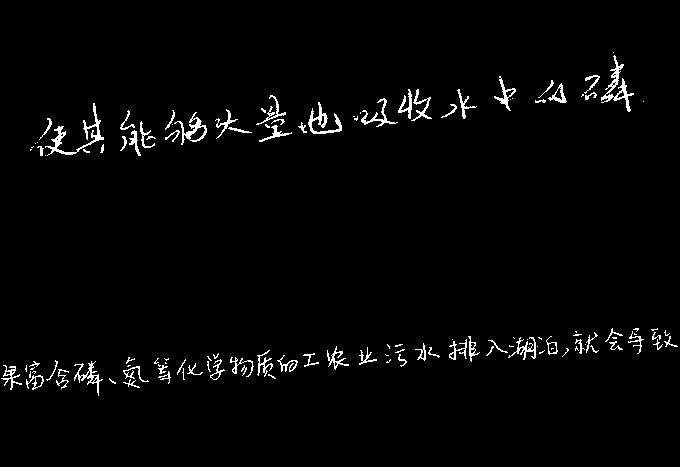 使其能够大量地吸收水中的磷
果富含磷、氮等化学物质的工农业污水排入湖泊,就会导致